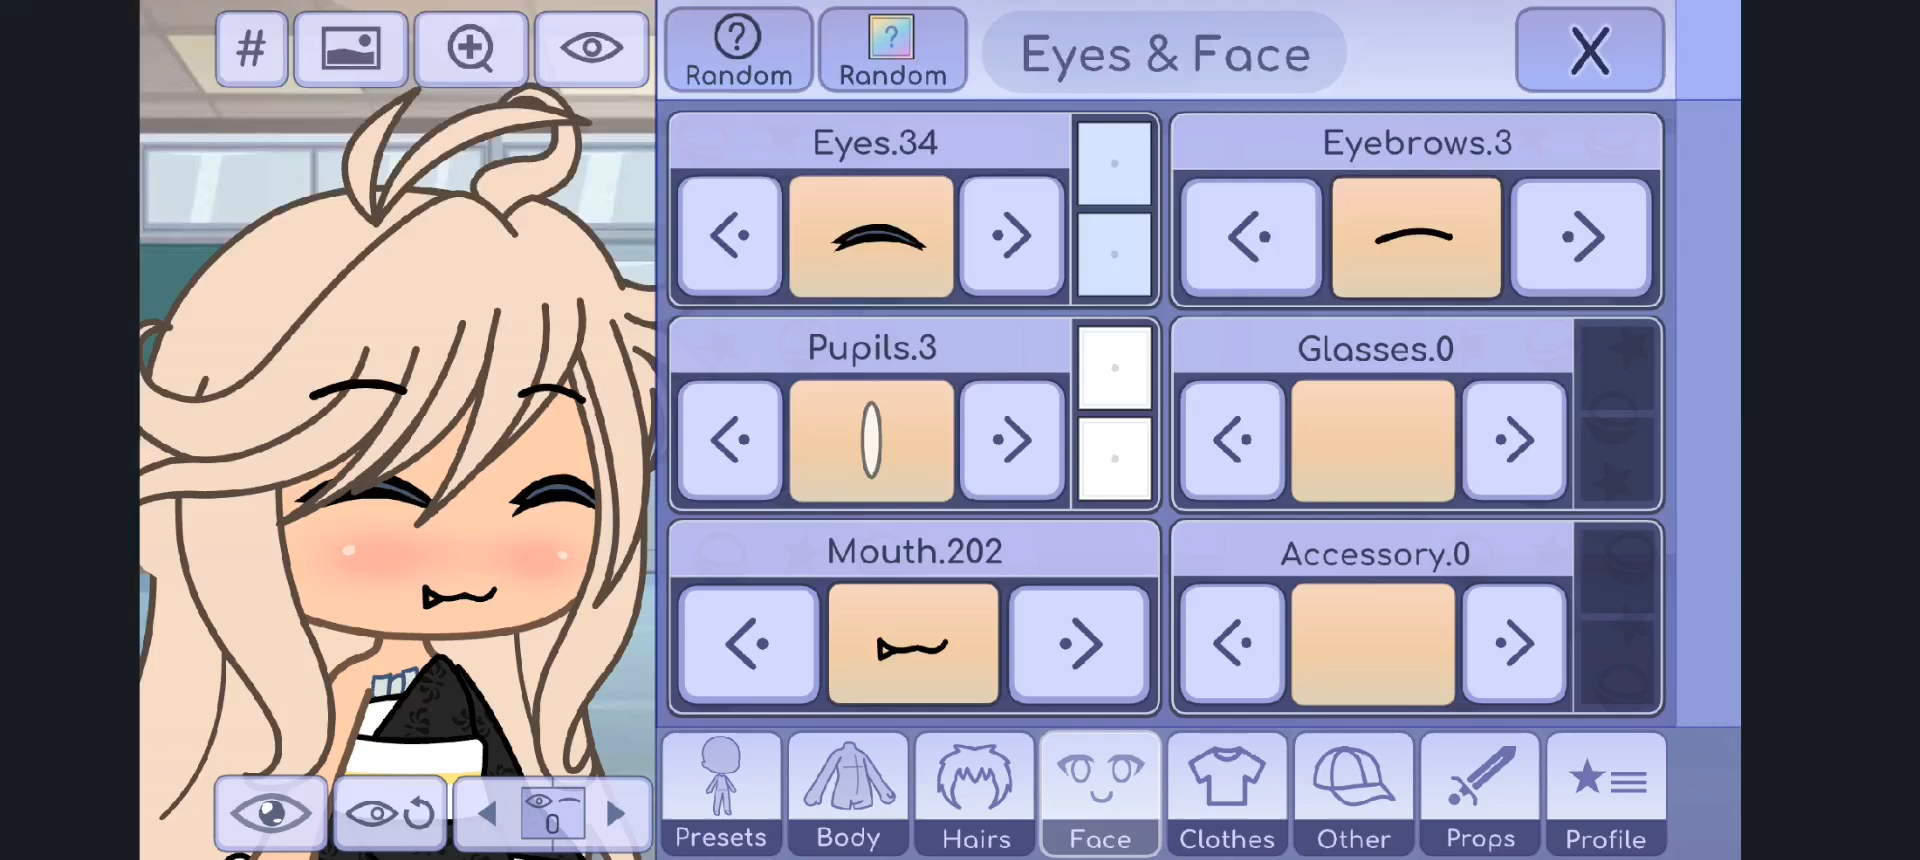 #
?
Random
?
Random
Eyes & Face
X
Eyes.34
Eyebrows.3
Pupils.3
Glasses.0
Mouth.202
Accessory.0
0
Presets
Body
Hairs
Face
Clothes
Other
Props
Profile